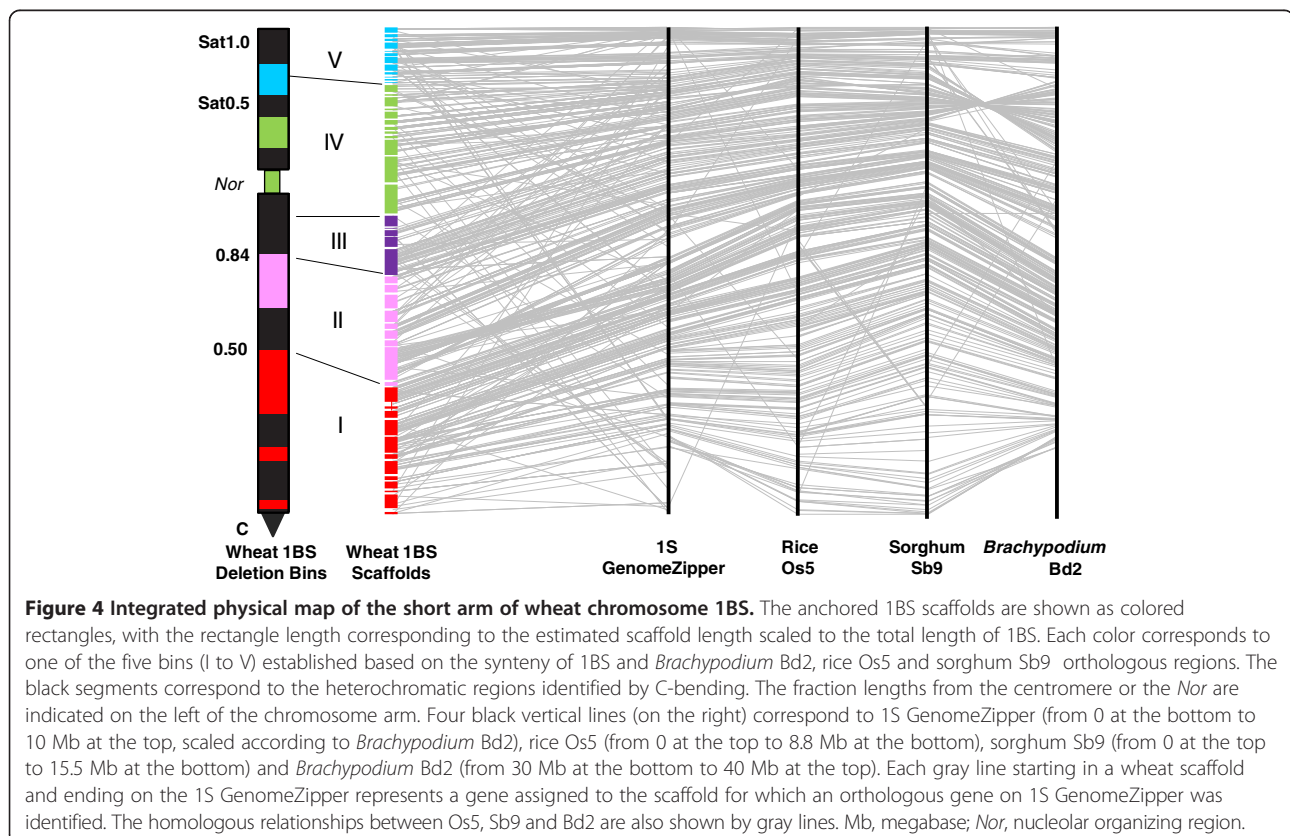 Sat1.0
V
Sat0.5
IV
Nor
III
0.84
II
0.50
I
C
Wheat 1BS
Deletion Bins
Wheat 1BS
Scaffolds
1S
GenomeZipper
Rice
Os5
Sorghum
Sb9
Brachypodium
Bd2
Figure 4 Integrated physical map of the short arm of wheat chromosome 1BS. The anchored 1BS scaffolds are shown as colored
rectangles, with the rectangle length corresponding to the estimated scaffold length scaled to the total length of 1BS. Each color corresponds to
one of the five bins (I to V) established based on the synteny of 1BS and Brachypodium Bd2, rice Os5 and sorghum Sb9 orthologous regions. The
black segments correspond to the heterochromatic regions identified by C-bending. The fraction lengths from the centromere or the Nor are
indicated on the left of the chromosome arm. Four black vertical lines (on the right) correspond to 1S GenomeZipper (from 0 at the bottom to
10 Mb at the top, scaled according to Brachypodium Bd2), rice Os5 (from 0 at the top to 8.8 Mb at the bottom), sorghum Sb9 (from 0 at the top
to 15.5 Mb at the bottom) and Brachypodium Bd2 (from 30 Mb at the bottom to 40 Mb at the top). Each gray line starting in a wheat scaffold
and ending on the 1S GenomeZipper represents a gene assigned to the scaffold for which an orthologous gene on 1S GenomeZipper was
identified. The homologous relationships between Os5, Sb9 and Bd2 are also shown by gray lines. Mb, megabase; Nor, nucleolar organizing region.